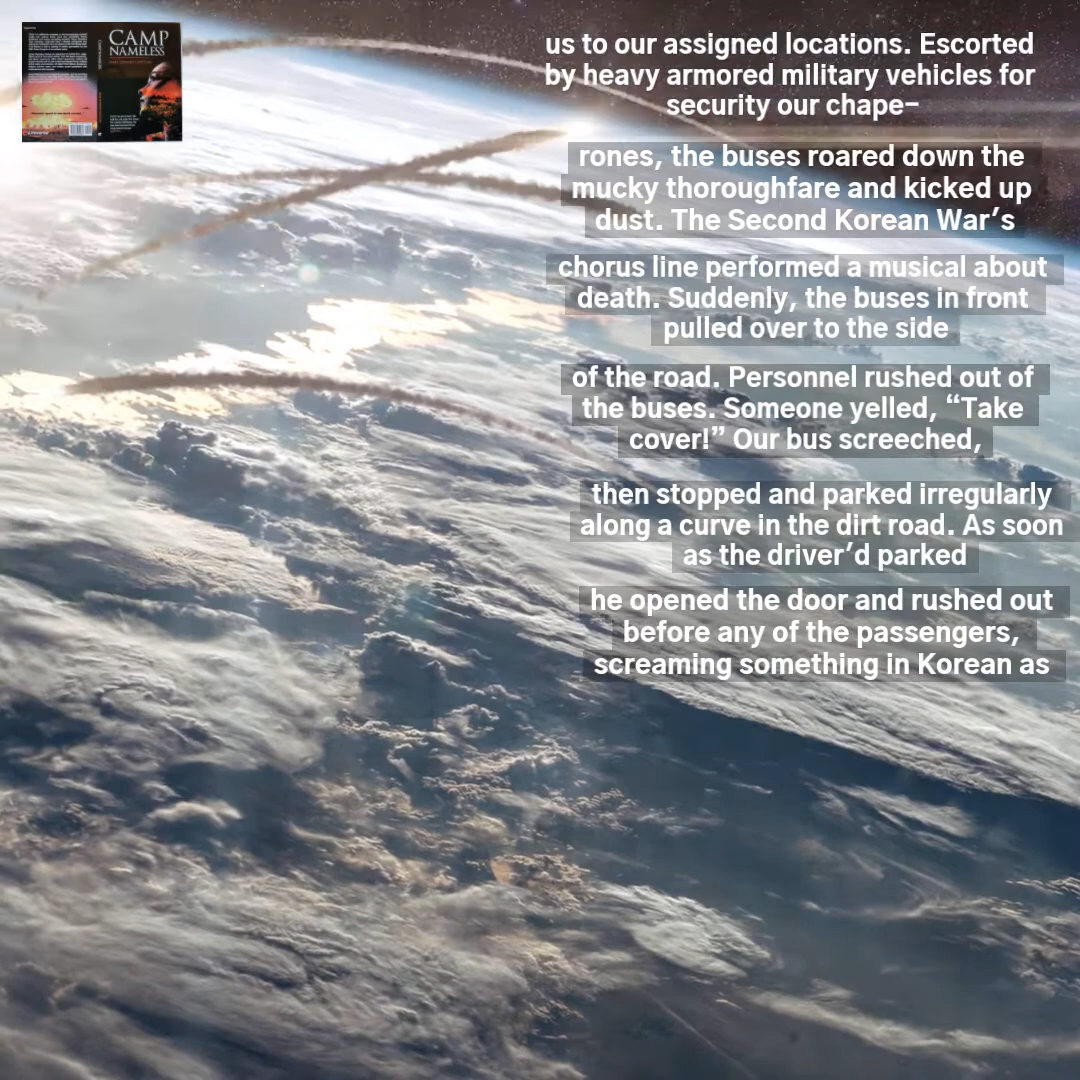 CAMP
NAMELESS
us to our assigned locations. Escorted
by heavy armored military vehicles for
security our chape-
rones, the buses roared down the
mucky thoroughfare and kicked up
dust. The Second Korean War's
chorus line performed a musical about
death. Suddenly, the buses in front
pulled over to the side
of the road. Personnel rushed out of
the buses. Someone yelled, “Take
cover!” Our bus screeched,
then stopped and parked irregularly
along a curve in the dirt road. As soon
as the driver'd parked
he opened the door and rushed out
before any of the passengers,
screaming something in Korean as